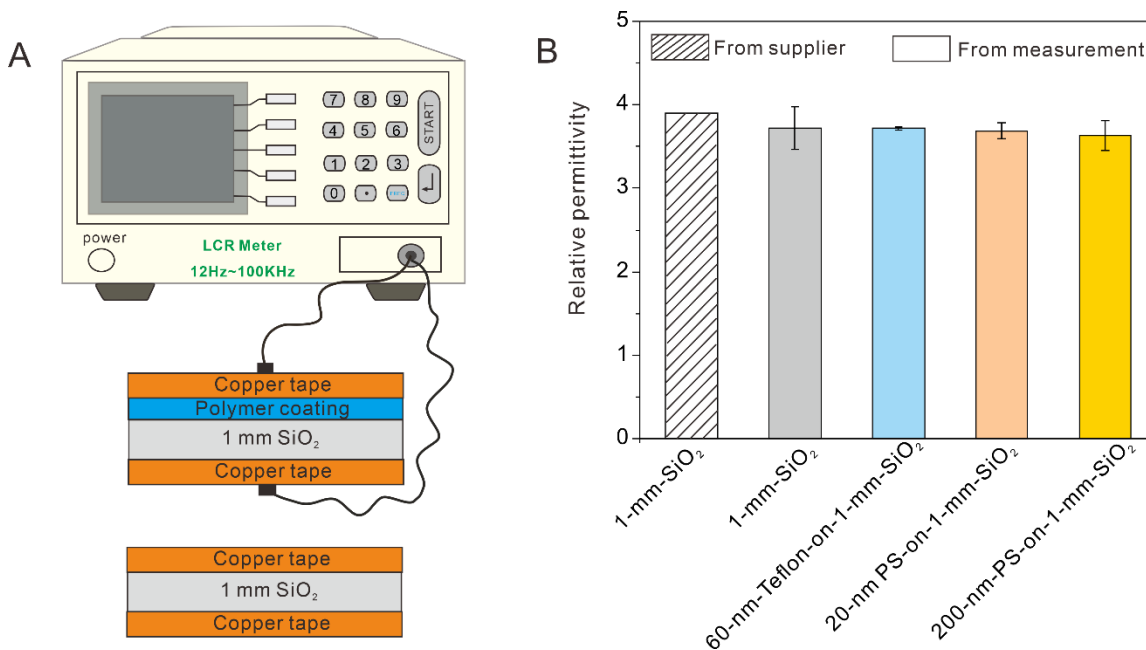 A
7 8 9
4 5 6
1 2 3
0 •
START
power
LCR Meter
12Hz~100KHz
Copper tape
Polymer coating
1 mm SiO₂
Copper tape
Copper tape
1 mm SiO₂
Copper tape
B
From supplier
From measurement
Relative permittivity
5
4
3
2
1
0
1-mm-SiO₂
1-mm-SiO₂
60-nm-Teflon-on-1-mm-SiO₂
20-nm PS-on-1-mm-SiO₂
200-nm-PS-on-1-mm-SiO₂